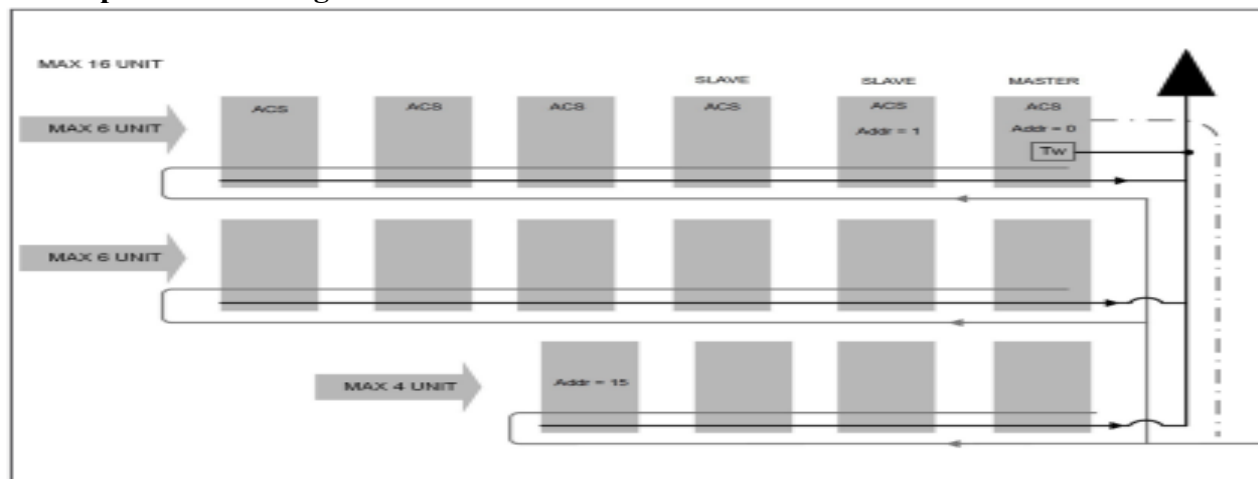 MAX 16 UNIT
SLAVE SLAVE MASTER
ACS ACS ACS ACS ACS ACS
MAX 6 UNIT
Addr = 1 Addr = 0
Tw
MAX 6 UNIT
MAX 4 UNIT
Addr = 15